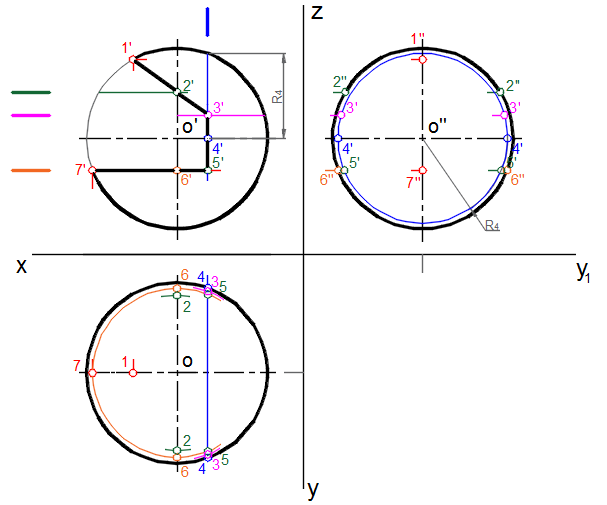 z
1' 1"
2' 2" 2"
R₄
3' 3' 3'
o' o"
4' 4' 4'
5' 5' 5'
7' 6' 6" 7" 6"
R₄
x y₁
6 4 3 5
2
7 1 o
2
6 4 3 5
y